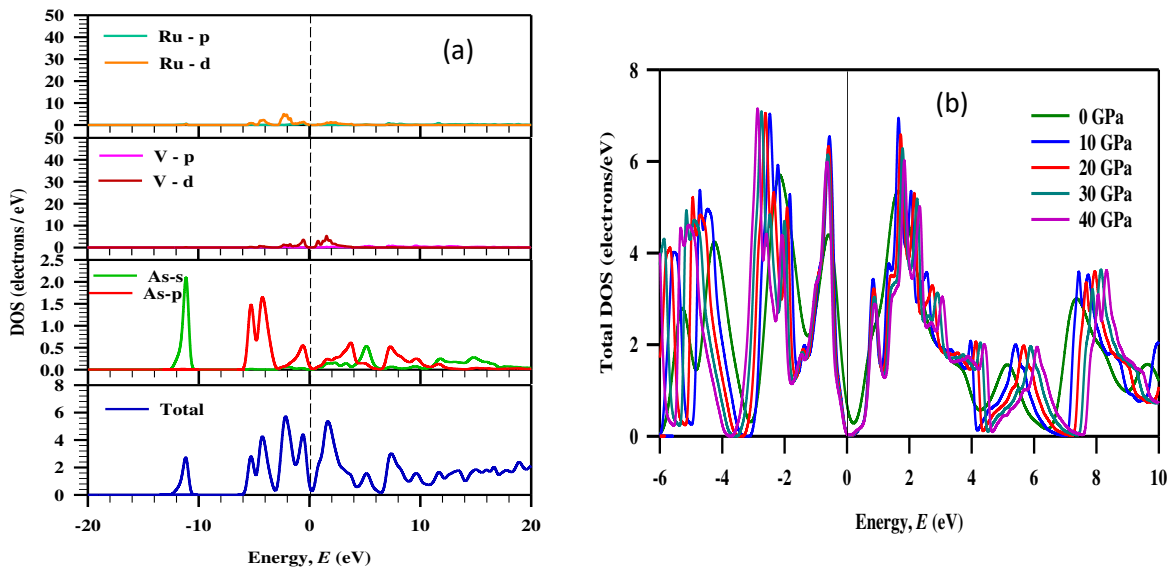 (a)
DOS (electrons / eV)
50
40
30
20
10
0
Ru - p
Ru - d
50
40
30
20
10
0
V - p
V - d
2.5
2.0
1.5
1.0
0.5
0.0
As-s
As-p
8
6
4
2
0
Total
-20 -10 0 10 20
Energy, E (eV)
(b)
Total DOS (electrons/eV)
8
6
4
2
0
0 GPa
10 GPa
20 GPa
30 GPa
40 GPa
-6 -4 -2 0 2 4 6 8 10
Energy, E (eV)